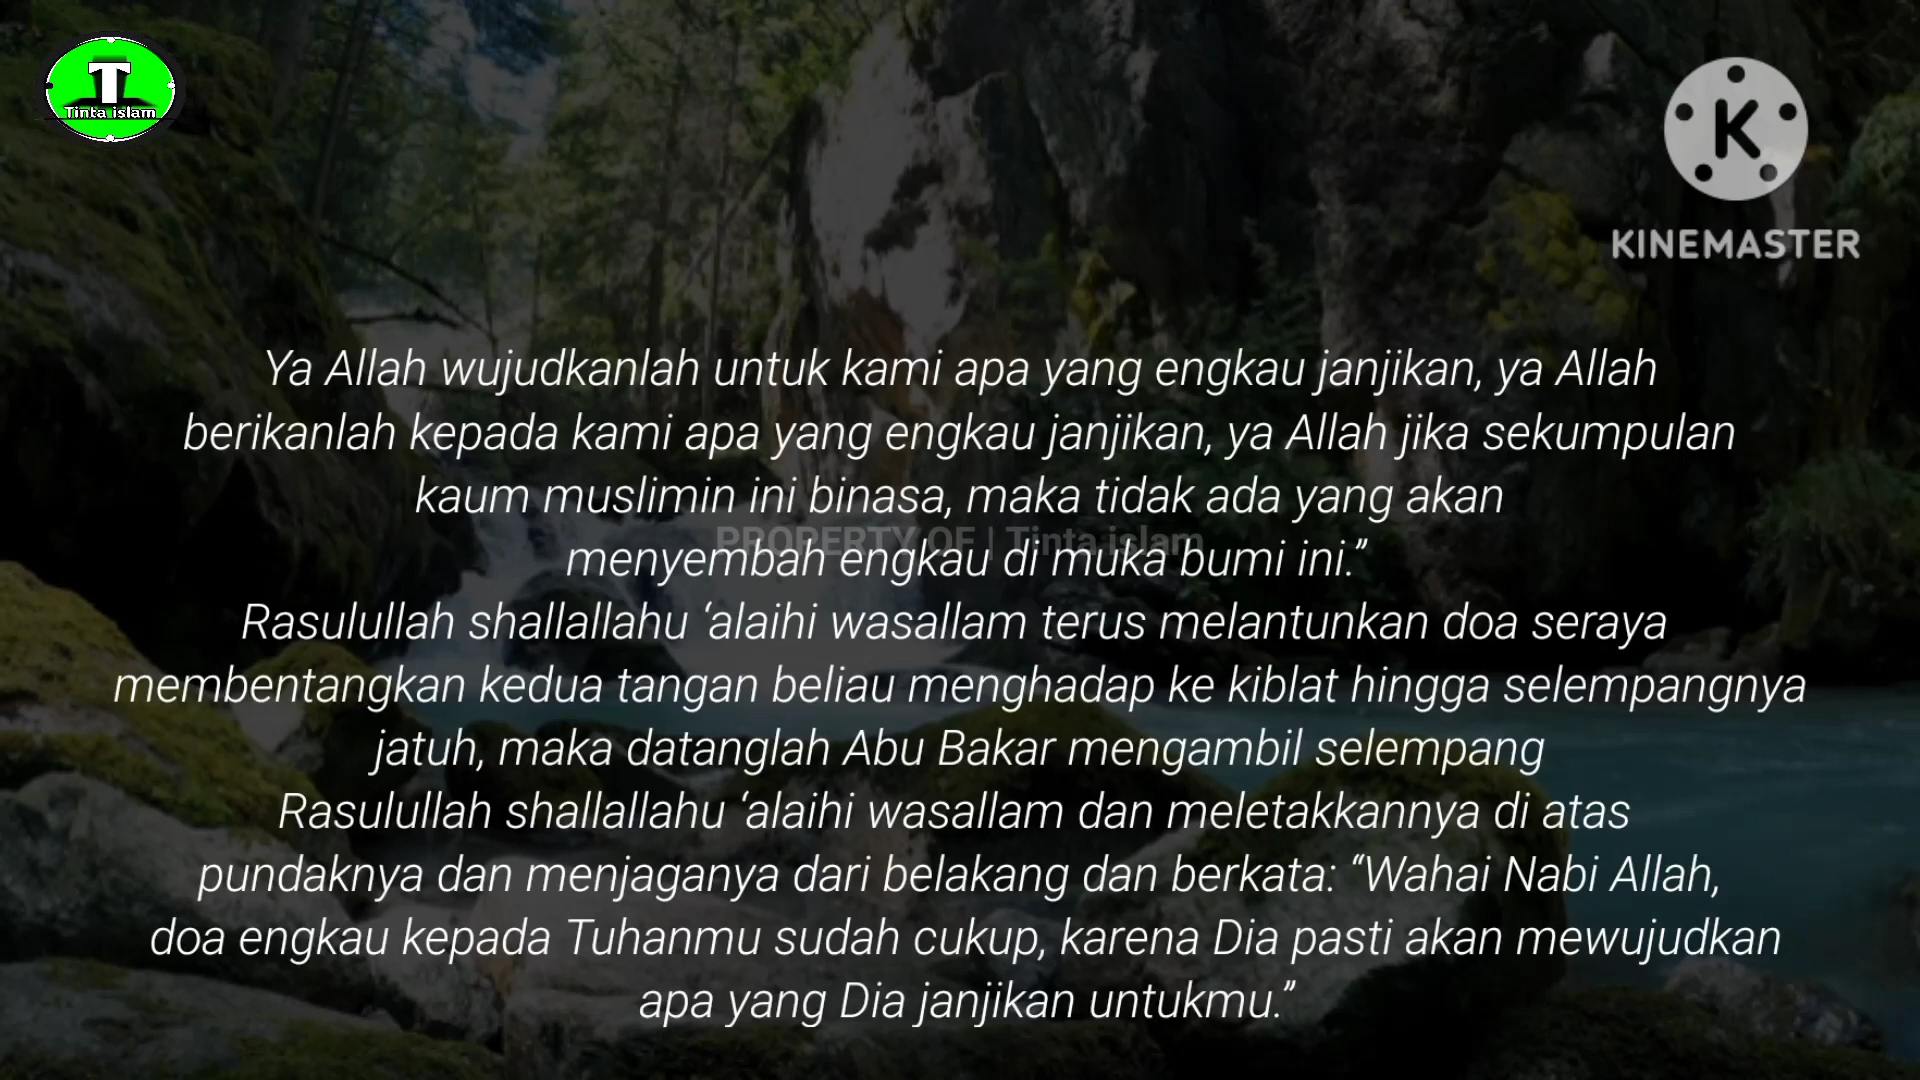 T
Tinta islam
K
KINEMASTER
Ya Allah wujudkanlah untuk kami apa yang engkau janjikan, ya Allah
berikanlah kepada kami apa yang engkau janjikan, ya Allah jika sekumpulan
kaum muslimin ini binasa, maka tidak ada yang akan
PROPERTY OF | Tinta islam
menyembah engkau di muka bumi ini.”
Rasulullah shallallahu ‘alaihi wasallam terus melantunkan doa seraya
membentangkan kedua tangan beliau menghadap ke kiblat hingga selempangnya
jatuh, maka datanglah Abu Bakar mengambil selempang
Rasulullah shallallahu ‘alaihi wasallam dan meletakkannya di atas
pundaknya dan menjaganya dari belakang dan berkata: “Wahai Nabi Allah,
doa engkau kepada Tuhanmu sudah cukup, karena Dia pasti akan mewujudkan
apa yang Dia janjikan untukmu.”